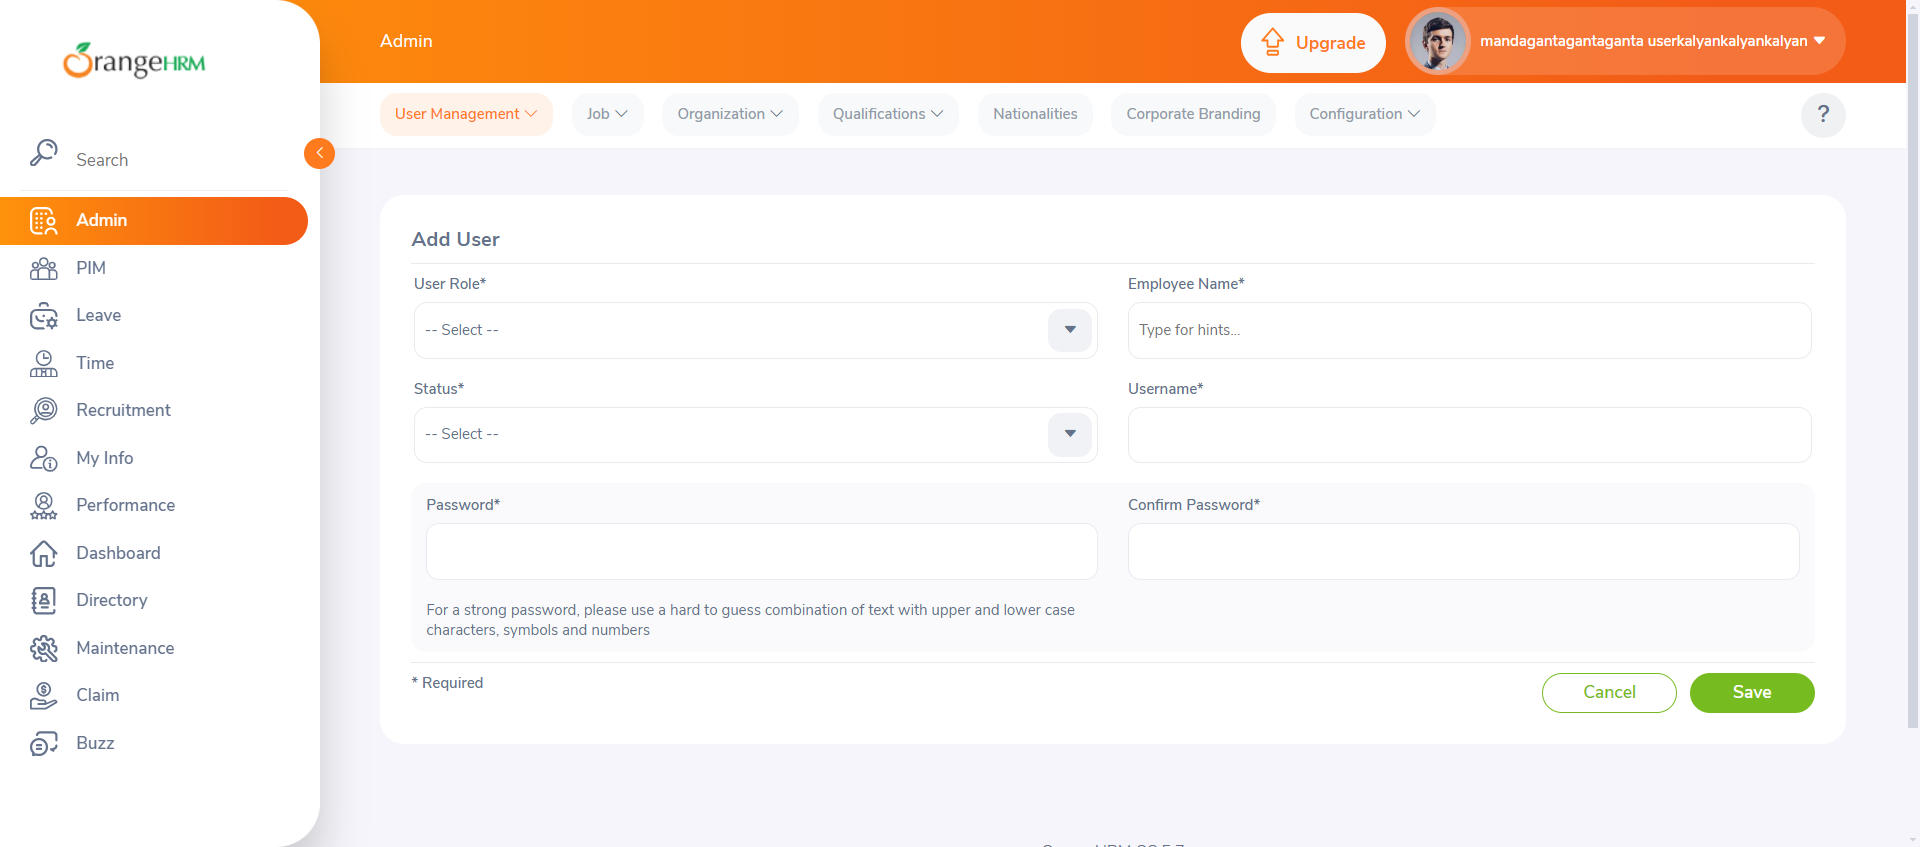 OrangeHRM
Admin
Upgrade
mandagantagantaganta userkalyankalyankalyan
User Management
Job
Organization
Qualifications
Nationalities
Corporate Branding
Configuration
?
Search
Admin
PIM
Leave
Time
Recruitment
My Info
Performance
Dashboard
Directory
Maintenance
Claim
Buzz
Add User
User Role*
Employee Name*
-- Select --
Type for hints...
Status*
Username*
-- Select --
Password*
Confirm Password*
For a strong password, please use a hard to guess combination of text with upper and lower case
characters, symbols and numbers
* Required
Cancel
Save